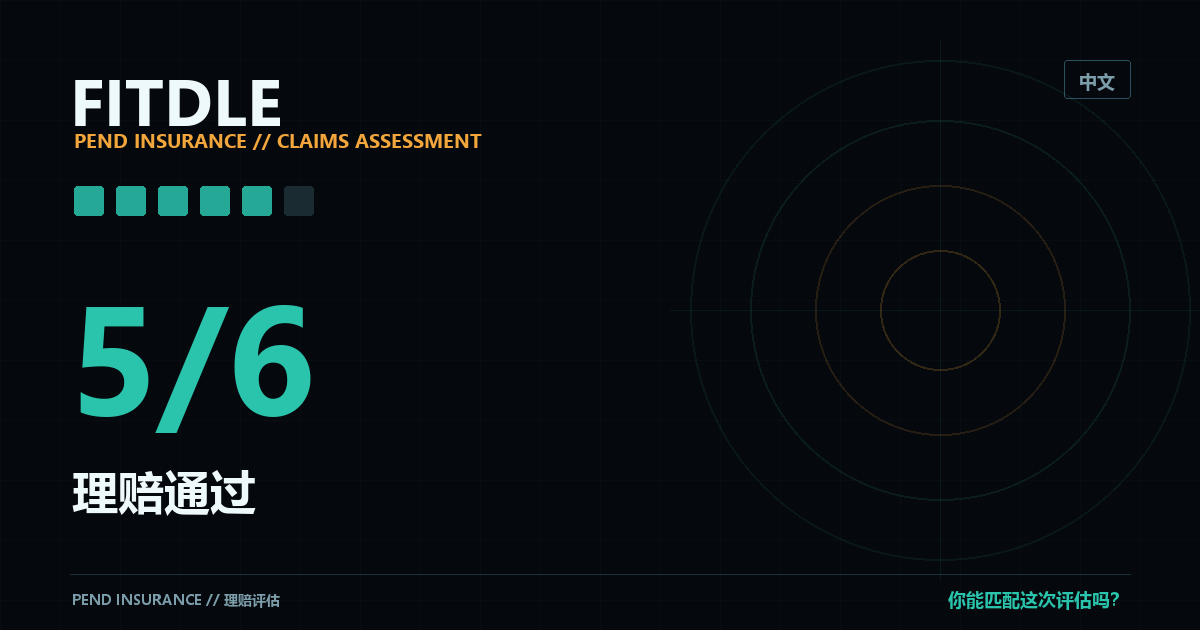 FITDLE
中文
PEND INSURANCE // CLAIMS ASSESSMENT
5/6
理赔通过
PEND INSURANCE // 理赔评估
你能匹配这次评估吗?